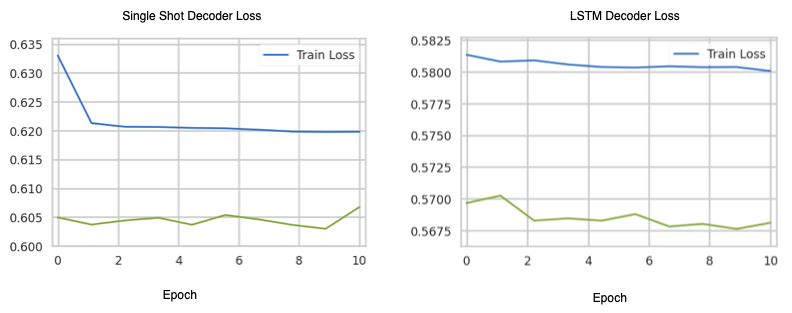 Single Shot Decoder Loss
0.635
0.630
0.625
0.620
0.615
0.610
0.605
0.600
Train Loss
0 2 4 6 8 10
Epoch
LSTM Decoder Loss
0.5825
0.5800
0.5775
0.5750
0.5725
0.5700
0.5675
Train Loss
0 2 4 6 8 10
Epoch